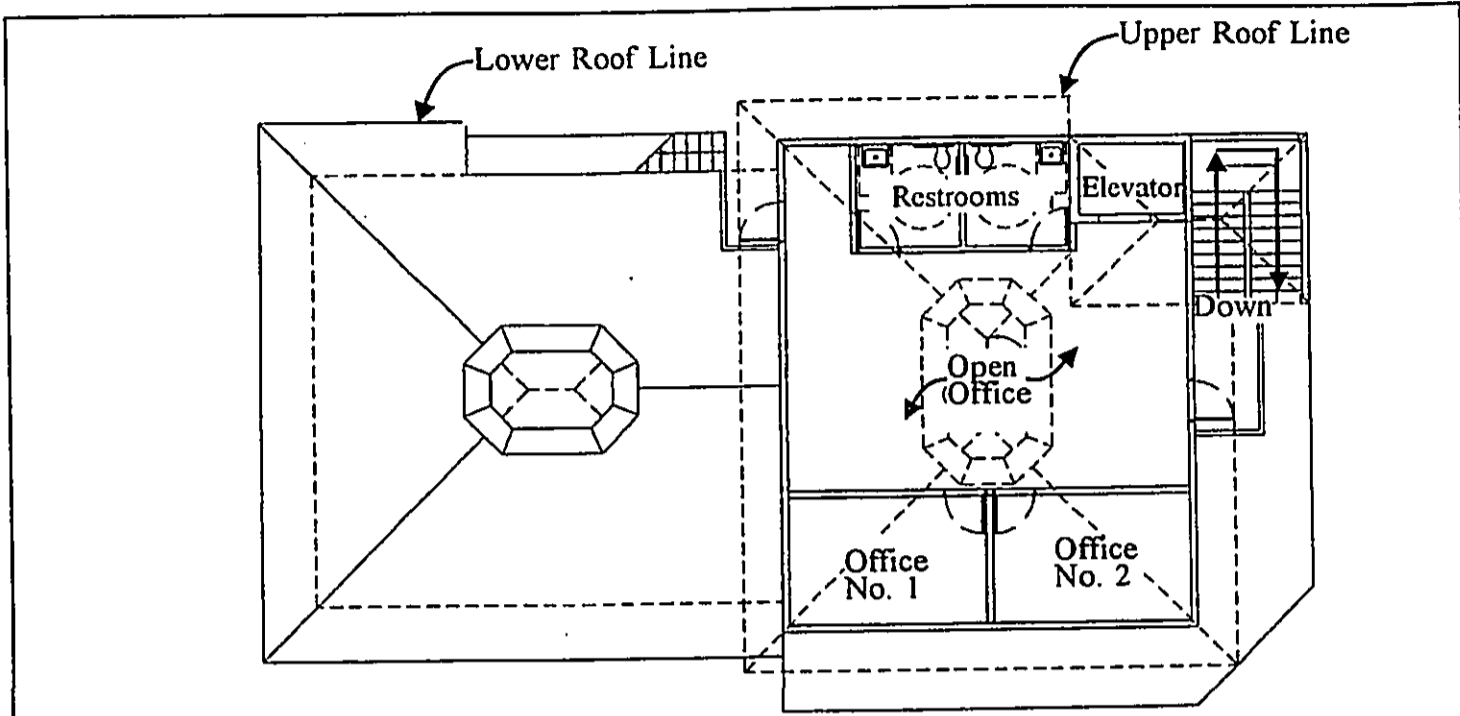 Upper Roof Line
Lower Roof Line
Restrooms
Elevator
Down
Open
Office
Office
No. 1
Office
No. 2